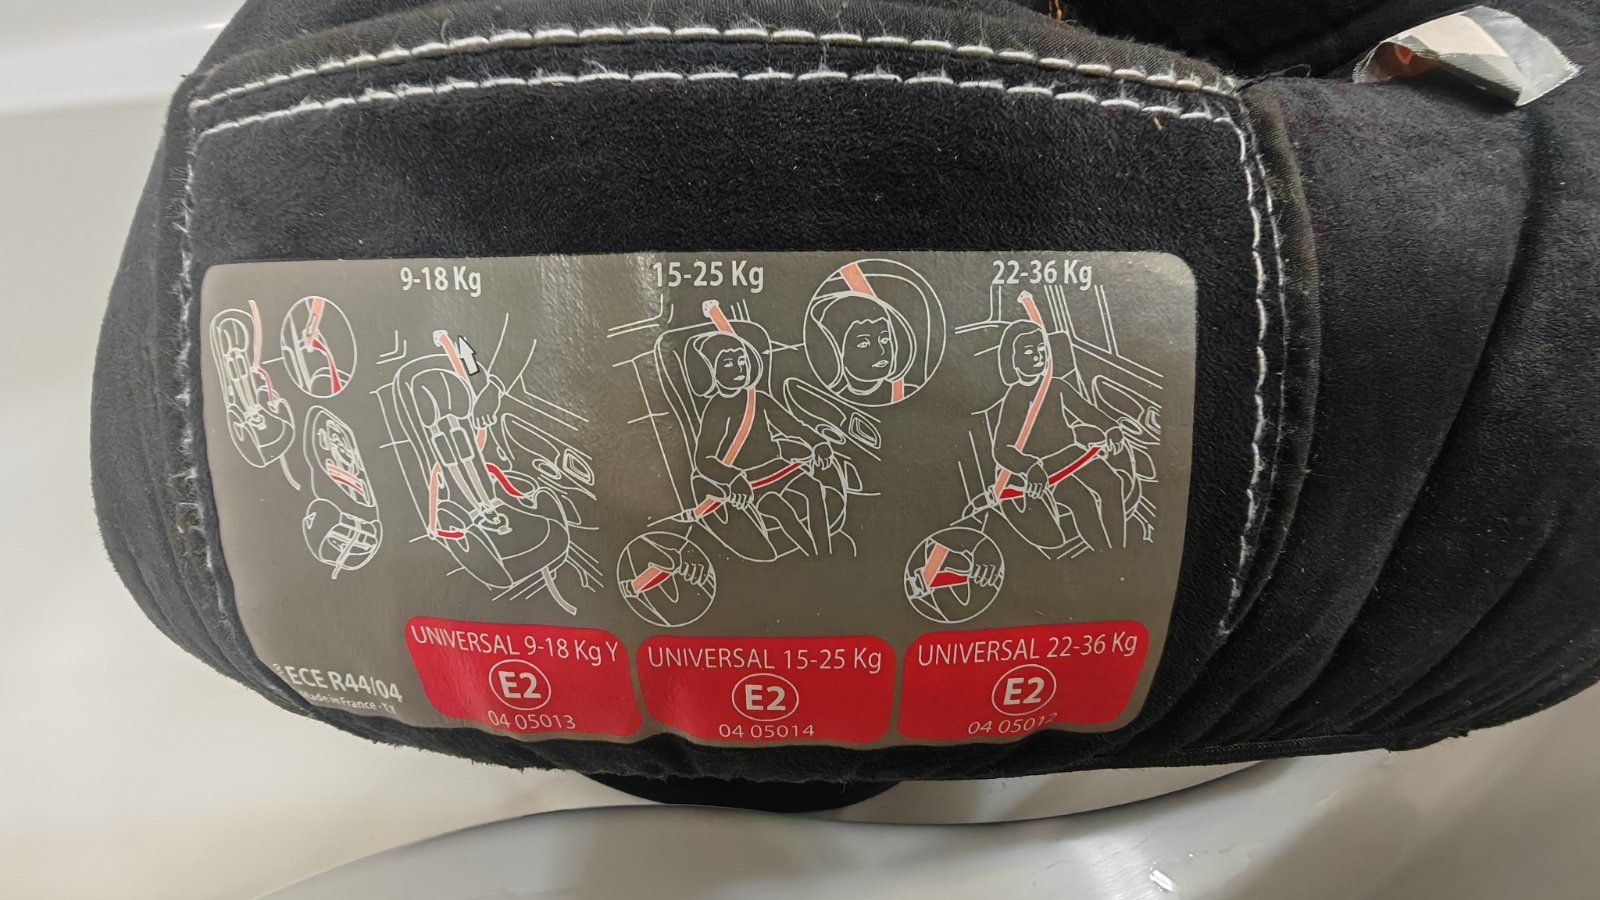 9-18 Kg
15-25 Kg
22-36 Kg
UNIVERSAL 9-18 Kg Y
E2
04 05013
UNIVERSAL 15-25 Kg
E2
04 05014
UNIVERSAL 22-36 Kg
E2
04 05012
ECE R44/04
Made in France - TT